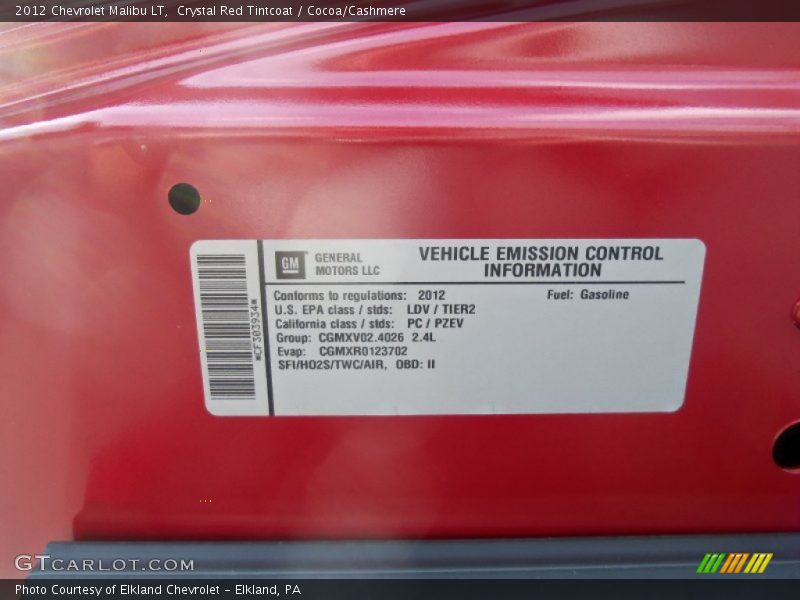 2012 Chevrolet Malibu LT,  Crystal Red Tintcoat / Cocoa/Cashmere
GM
GENERAL
MOTORS LLC
VEHICLE EMISSION CONTROL
INFORMATION
Conforms to regulations: 2012
Fuel: Gasoline
U.S. EPA class / stds: LDV / TIER2
California class / stds: PC / PZEV
Group: CGMXV02.4026 2.4L
Evap: CGMXR0123702
SFI/HO2S/TWC/AIR, OBD: II
*CF303934*
GTCARLOT.COM
Photo Courtesy of Elkland Chevrolet - Elkland, PA